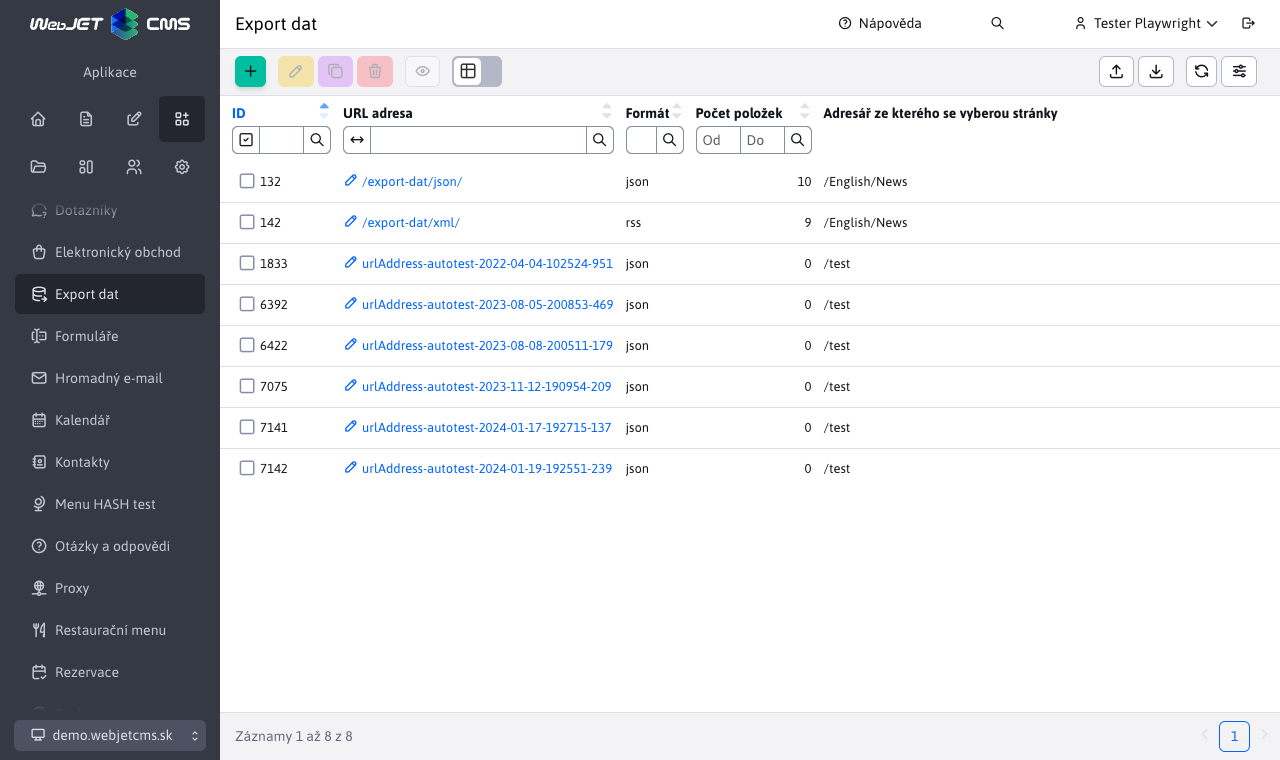 WebJET CMS
Export dat
Nápověda
Tester Playwright
Aplikace
Dotazníky
Elektronický obchod
Export dat
Formuláře
Hromadný e-mail
Kalendář
Kontakty
Menu HASH test
Otázky a odpovědi
Proxy
Restaurační menu
Rezervace
demo.webjetcms.sk
ID URL adresa Formát Počet položek Adresář ze kterého se vyberou stránky
Od Do
132 /export-dat/json/ json 10 /English/News
142 /export-dat/xml/ rss 9 /English/News
1833 urlAddress-autotest-2022-04-04-102524-951 json 0 /test
6392 urlAddress-autotest-2023-08-05-200853-469 json 0 /test
6422 urlAddress-autotest-2023-08-08-200511-179 json 0 /test
7075 urlAddress-autotest-2023-11-12-190954-209 json 0 /test
7141 urlAddress-autotest-2024-01-17-192715-137 json 0 /test
7142 urlAddress-autotest-2024-01-19-192551-239 json 0 /test
Záznamy 1 až 8 z 8
1